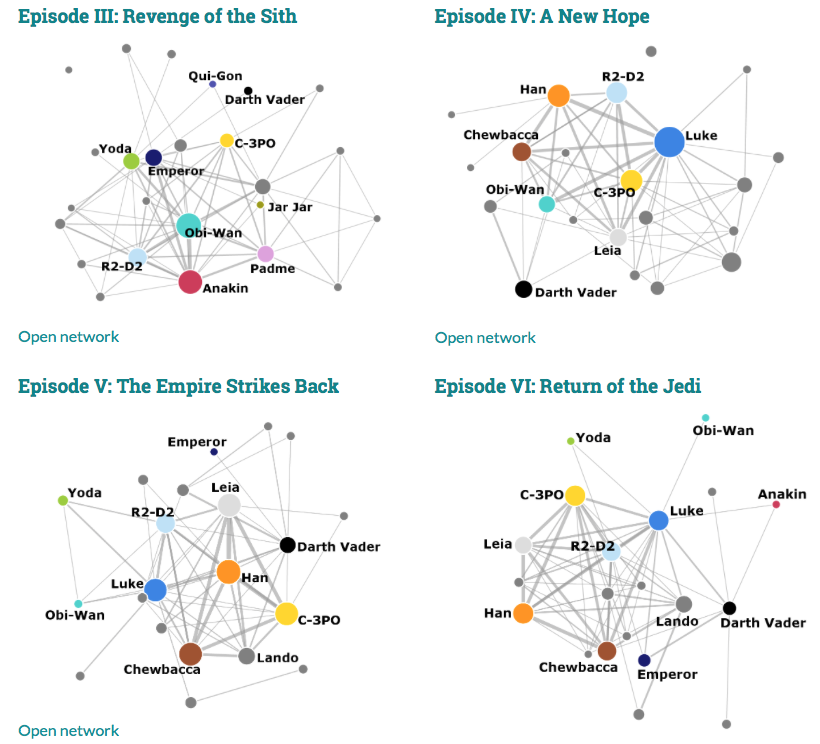 Episode III: Revenge of the Sith
Qui-Gon
Darth Vader
C-3PO
Yoda
Emperor
Jar Jar
Obi-Wan
R2-D2
Padme
Anakin
Open network
Episode IV: A New Hope
R2-D2
Han
Luke
Chewbacca
Obi-Wan
C-3PO
Leia
Darth Vader
Open network
Episode V: The Empire Strikes Back
Emperor
Leia
Yoda
R2-D2
Darth Vader
Luke
Han
Obi-Wan
C-3PO
Chewbacca
Lando
Open network
Episode VI: Return of the Jedi
Obi-Wan
Yoda
C-3PO
Anakin
Luke
Leia
R2-D2
Han
Lando
Darth Vader
Chewbacca
Emperor